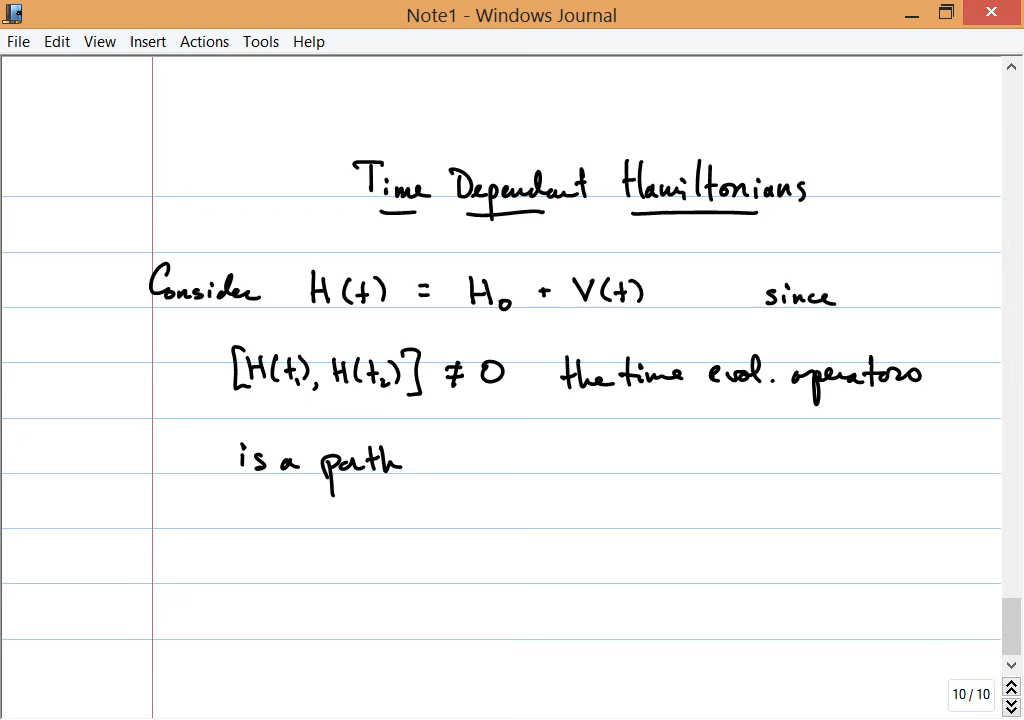 Note1 - Windows Journal
File Edit View Insert Actions Tools Help
Time Dependant Hamiltonians
Consider H(t) = H₀ + V(t) since
[H(t₁), H(t₂)] ≠ 0 the time evol. operators
is a path
10 / 10